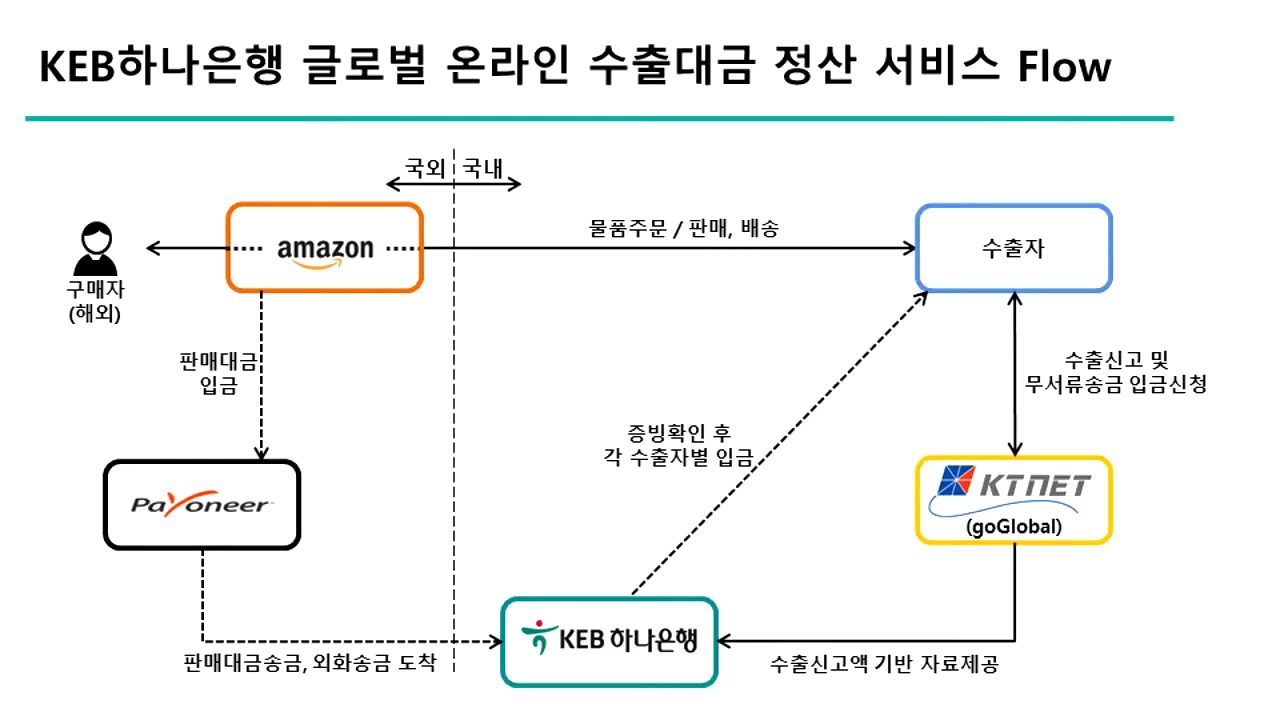 KEB하나은행 글로벌 온라인 수출대금 정산 서비스 Flow
국외 국내
물품주문 / 판매, 배송
amazon
수출자
구매자
(해외)
판매대금
입금
수출신고 및
무서류송금 입금신청
증빙확인 후
각 수출자별 입금
Payoneer
KTNET
(goGlobal)
KEB 하나은행
판매대금송금, 외화송금 도착
수출신고액 기반 자료제공